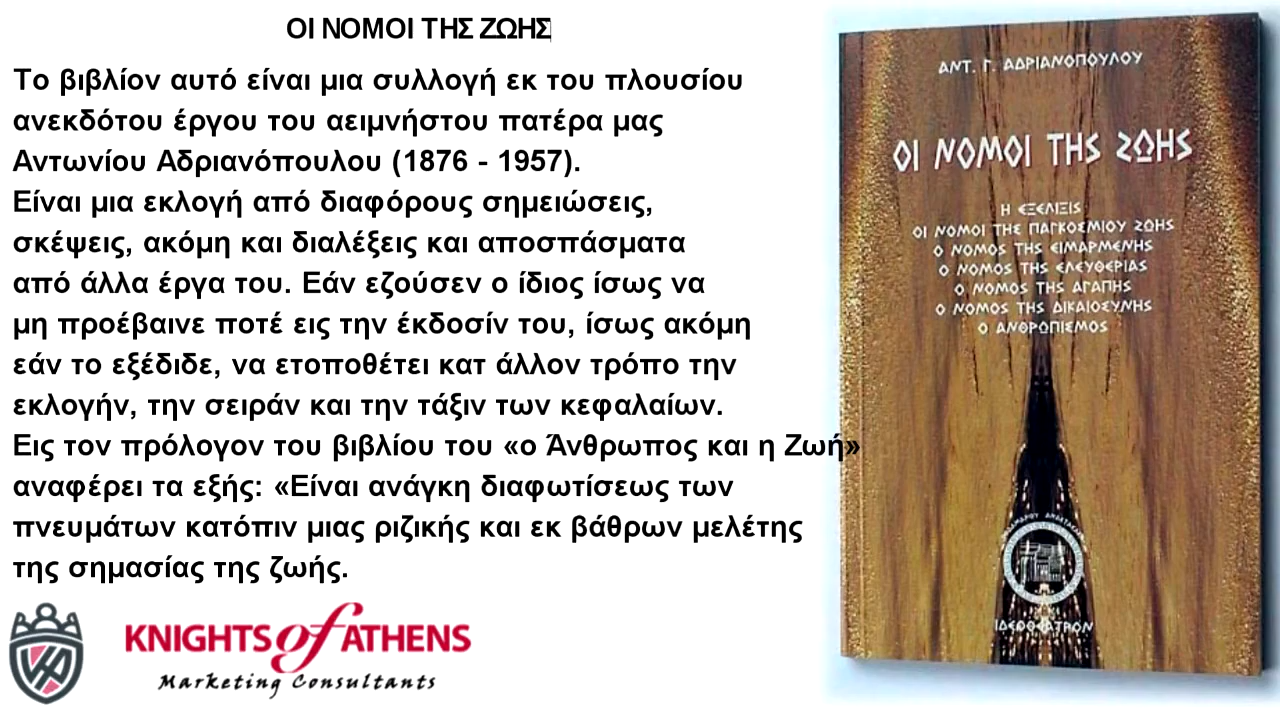 ΟΙ ΝΟΜΟΙ ΤΗΣ ΖΩΗΣ
Το βιβλίον αυτό είναι μια συλλογή εκ του πλουσίου
ανεκδότου έργου του αειμνήστου πατέρα μας
Αντωνίου Αδριανόπουλου (1876 - 1957).
Είναι μια εκλογή από διαφόρους σημειώσεις,
σκέψεις, ακόμη και διαλέξεις και αποσπάσματα
από άλλα έργα του. Εάν εζούσεν ο ίδιος ίσως να
μη προέβαινε ποτέ εις την έκδοσίν του, ίσως ακόμη
εάν το εξέδιδε, να ετοποθέτει κατ άλλον τρόπο την
εκλογήν, την σειράν και την τάξιν των κεφαλαίων.
Εις τον πρόλογον του βιβλίου του «ο Άνθρωπος και η Ζωή»
αναφέρει τα εξής: «Είναι ανάγκη διαφωτίσεως των
πνευμάτων κατόπιν μιας ριζικής και εκ βάθρων μελέτης
της σημασίας της ζωής.
KNIGHTS of ATHENS
Marketing Consultants
ΑΝΤ. Γ. ΑΔΡΙΑΝΟΠΟΥΛΟΥ
ΟΙ ΝΟΜΟΙ ΤΗΣ ΖΩΗΣ
Η ΕΞΕΛΙΞΙΣ
ΟΙ ΝΟΜΟΙ ΤΗΣ ΠΑΓΚΟΣΜΙΟΥ ΖΩΗΣ
Ο ΝΟΜΟΣ ΤΗΣ ΕΙΜΑΡΜΕΝΗΣ
Ο ΝΟΜΟΣ ΤΗΣ ΕΛΕΥΘΕΡΙΑΣ
Ο ΝΟΜΟΣ ΤΗΣ ΑΓΑΠΗΣ
Ο ΝΟΜΟΣ ΤΗΣ ΔΙΚΑΙΟΣΥΝΗΣ
Ο ΑΝΘΡΩΠΙΣΜΟΣ
ΙΔΕΟΘΕΑΤΡΟΝ